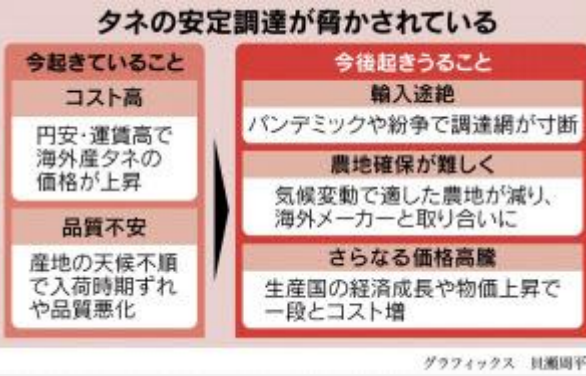 タネの安定調達が脅かされている
今起きていること
コスト高
円安・運賃高で
海外産タネの
価格が上昇
品質不安
産地の天候不順
で入荷時期ずれ
や品質悪化
今後起きうること
輸入途絶
パンデミックや紛争で調達網が寸断
農地確保が難しく
気候変動で適した農地が減り、
海外メーカーと取り合いに
さらなる価格高騰
生産国の経済成長や物価上昇で
一段とコスト増
グラフィックス 貝瀬周平